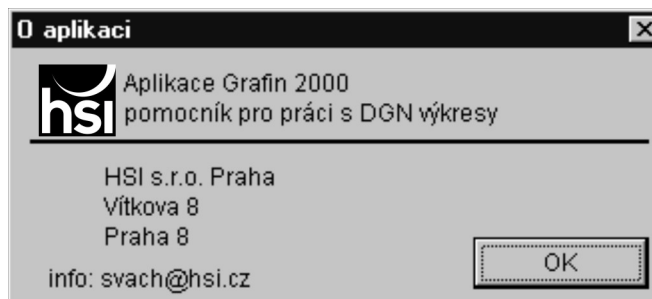 O aplikaci
hsi
Aplikace Grafin 2000
pomocník pro práci s DGN výkresy
HSI s.r.o. Praha
Vítkova 8
Praha 8
info: svach@hsi.cz
OK